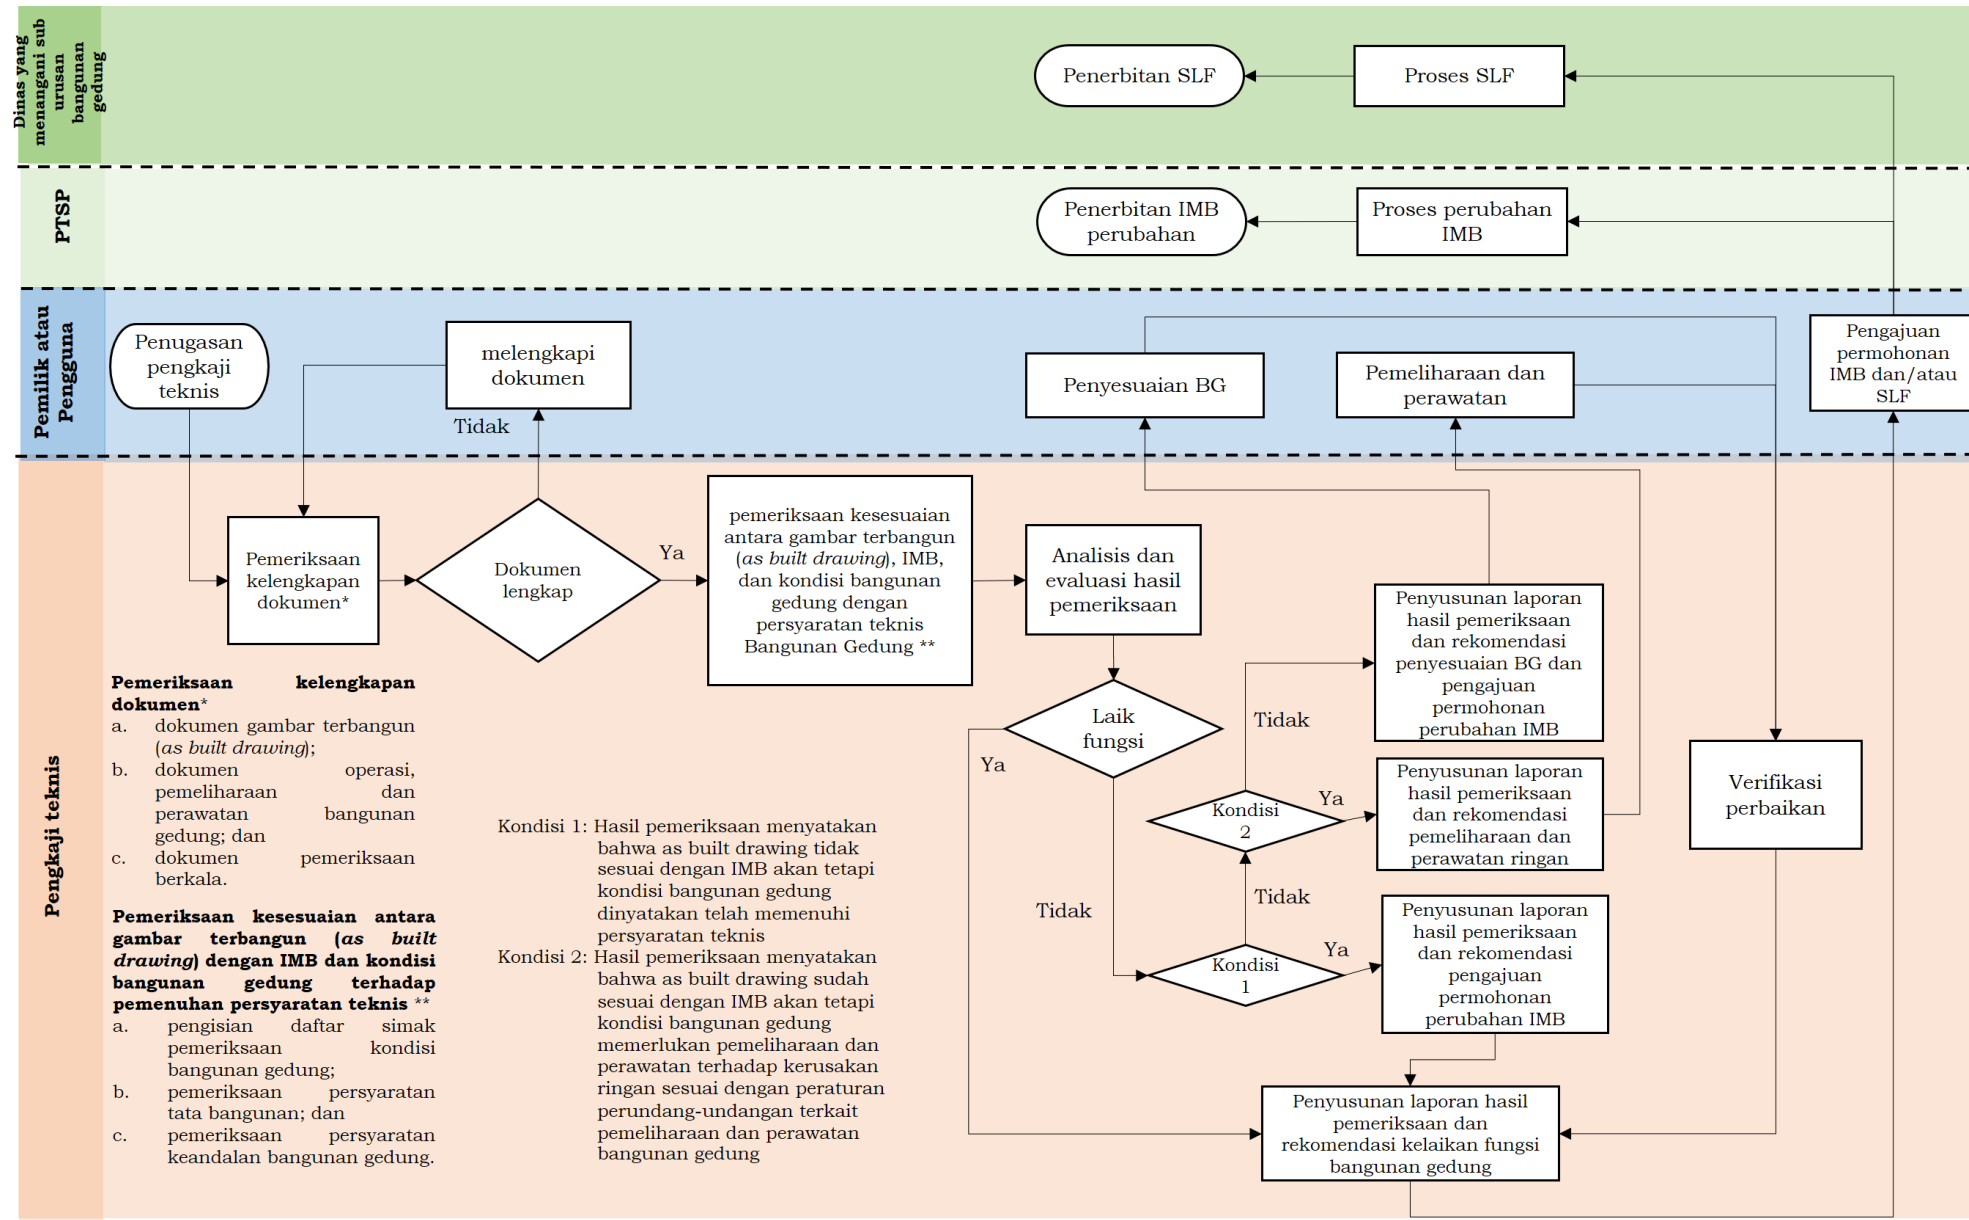 Dinas yang
menangani sub
urusan
bangunan
gedung
Penerbitan SLF
Proses SLF
PTSP
Penerbitan IMB
perubahan
Proses perubahan
IMB
Pemilik atau
Pengguna
Penugasan
pengkaji
teknis
melengkapi
dokumen
Tidak
Penyesuaian BG
Pemeliharaan dan
perawatan
Pengajuan
permohonan
IMB dan/atau
SLF
Pengkaji teknis
Pemeriksaan
kelengkapan
dokumen*
Dokumen
lengkap
Ya
pemeriksaan kesesuaian
antara gambar terbangun
(as built drawing), IMB,
dan kondisi bangunan
gedung dengan
persyaratan teknis
Bangunan Gedung **
Analisis dan
evaluasi hasil
pemeriksaan
Laik
fungsi
Ya
Tidak
Kondisi
1
Ya
Tidak
Kondisi
2
Ya
Tidak
Penyusunan laporan
hasil pemeriksaan
dan rekomendasi
penyesuaian BG dan
pengajuan
permohonan
perubahan IMB
Penyusunan laporan
hasil pemeriksaan
dan rekomendasi
pemeliharaan dan
perawatan ringan
Penyusunan laporan
hasil pemeriksaan
dan rekomendasi
pengajuan
permohonan
perubahan IMB
Verifikasi
perbaikan
Penyusunan laporan hasil
pemeriksaan dan
rekomendasi kelaikan fungsi
bangunan gedung
Pemeriksaan kelengkapan
dokumen*
a. dokumen gambar terbangun
(as built drawing);
b. dokumen operasi,
pemeliharaan dan
perawatan bangunan
gedung; dan
c. dokumen pemeriksaan
berkala.
Pemeriksaan kesesuaian antara
gambar terbangun (as built
drawing) dengan IMB dan kondisi
bangunan gedung terhadap
pemenuhan persyaratan teknis **
a. pengisian daftar simak
pemeriksaan kondisi
bangunan gedung;
b. pemeriksaan persyaratan
tata bangunan; dan
c. pemeriksaan persyaratan
keandalan bangunan gedung.
Kondisi 1: Hasil pemeriksaan menyatakan
bahwa as built drawing tidak
sesuai dengan IMB akan tetapi
kondisi bangunan gedung
dinyatakan telah memenuhi
persyaratan teknis
Kondisi 2: Hasil pemeriksaan menyatakan
bahwa as built drawing sudah
sesuai dengan IMB akan tetapi
kondisi bangunan gedung
memerlukan pemeliharaan dan
perawatan terhadap kerusakan
ringan sesuai dengan peraturan
perundang-undangan terkait
pemeliharaan dan perawatan
bangunan gedung